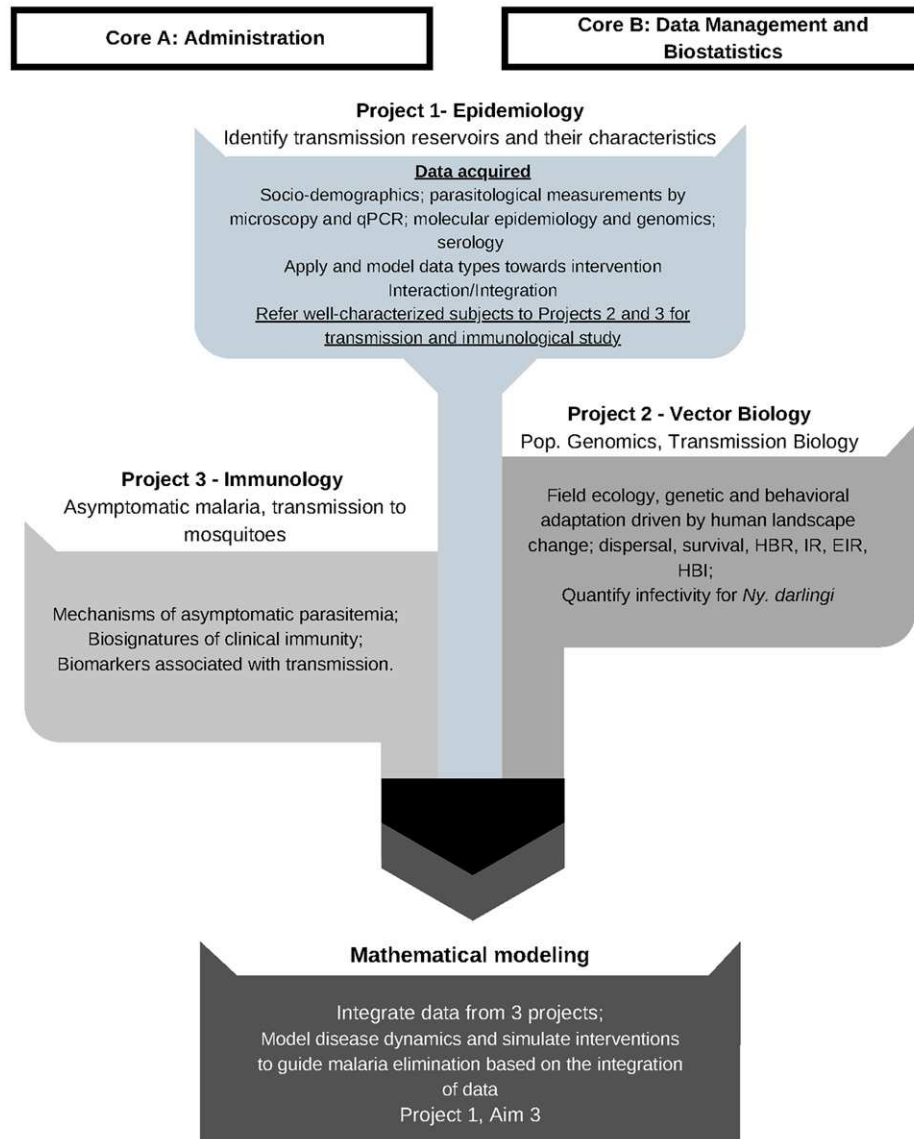 Core A: Administration
Core B: Data Management and
Biostatistics
Project 1- Epidemiology
Identify transmission reservoirs and their characteristics
Data acquired
Socio-demographics; parasitological measurements by
microscopy and qPCR; molecular epidemiology and genomics;
serology
Apply and model data types towards intervention
Interaction/Integration
Refer well-characterized subjects to Projects 2 and 3 for
transmission and immunological study
Project 2 - Vector Biology
Pop. Genomics, Transmission Biology
Field ecology, genetic and behavioral
adaptation driven by human landscape
change; dispersal, survival, HBR, IR, EIR,
HBI;
Quantify infectivity for Ny. darlingi
Project 3 - Immunology
Asymptomatic malaria, transmission to
mosquitoes
Mechanisms of asymptomatic parasitemia;
Biosignatures of clinical immunity;
Biomarkers associated with transmission.
Mathematical modeling
Integrate data from 3 projects;
Model disease dynamics and simulate interventions
to guide malaria elimination based on the integration
of data
Project 1, Aim 3